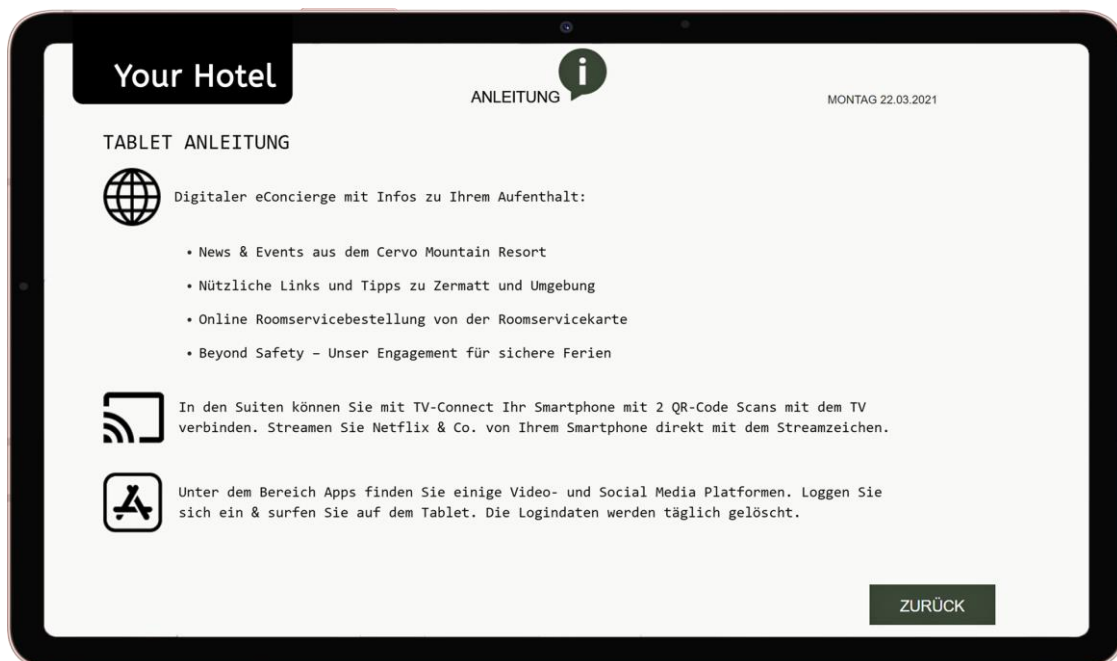 Your Hotel
ANLEITUNG
i
MONTAG 22.03.2021
TABLET ANLEITUNG
Digitaler eConcierge mit Infos zu Ihrem Aufenthalt:
• News & Events aus dem Cervo Mountain Resort
• Nützliche Links und Tipps zu Zermatt und Umgebung
• Online Roomservicebestellung von der Roomservicekarte
• Beyond Safety – Unser Engagement für sichere Ferien
In den Suiten können Sie mit TV-Connect Ihr Smartphone mit 2 QR-Code Scans mit dem TV
verbinden. Streamen Sie Netflix & Co. von Ihrem Smartphone direkt mit dem Streamzeichen.
Unter dem Bereich Apps finden Sie einige Video- und Social Media Platformen. Loggen Sie
sich ein & surfen Sie auf dem Tablet. Die Logindaten werden täglich gelöscht.
ZURÜCK